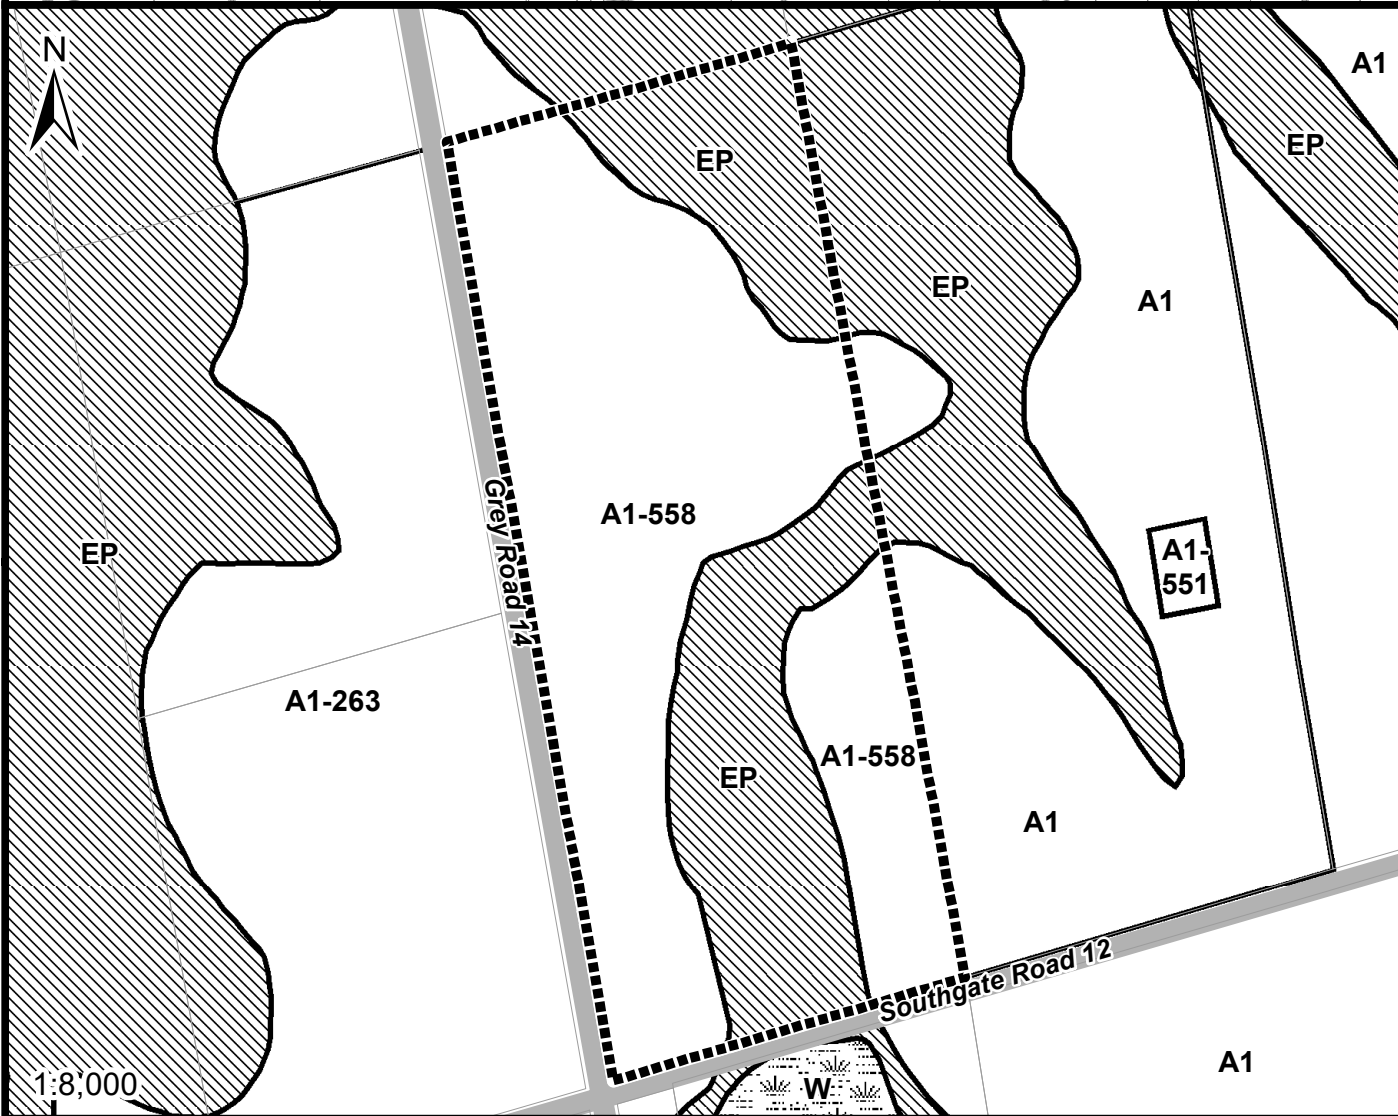 N
A1
EP
EP
EP
A1
Grey Road 14
A1-558
EP
A1-
551
A1-263
A1-558
EP
A1
Southgate Road 12
A1
1:8,000
W